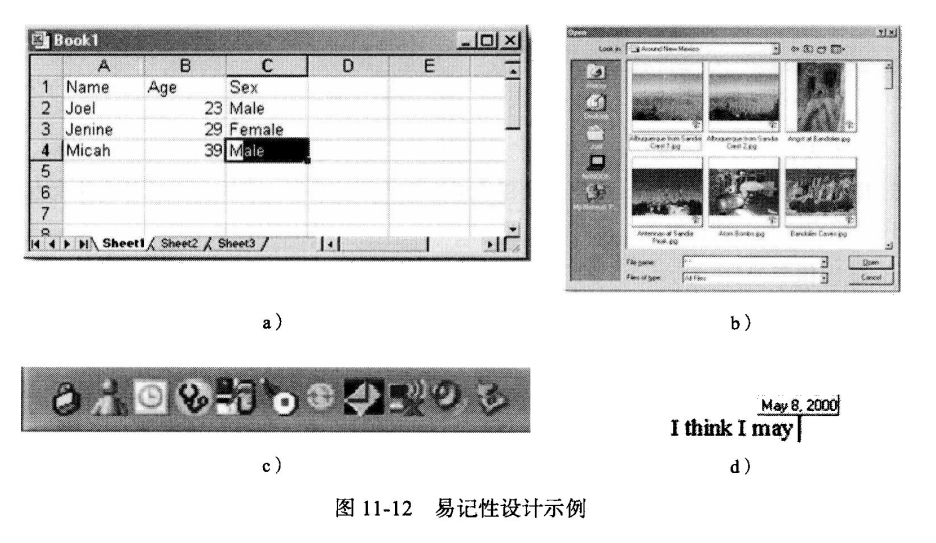 Book1
A B C D E
1 Name Age Sex
2 Joel 23 Male
3 Jenine 29 Female
4 Micah 39 Male
5
6
7
8
Sheet1 Sheet2 Sheet3
a）
Open
Look in: Around New Mexico
Albuquerque from Sandia Crest 1.jpg
Albuquerque from Sandia Crest 2.jpg
Angst at Bandelier.jpg
Antennas at Sandia Peak.jpg
Atom Bombs.jpg
Bandelier Caves.jpg
File name:
Open
Files of type: All Files
Cancel
b）
c）
May 8, 2000
I think I may
d）
图 11-12 易记性设计示例